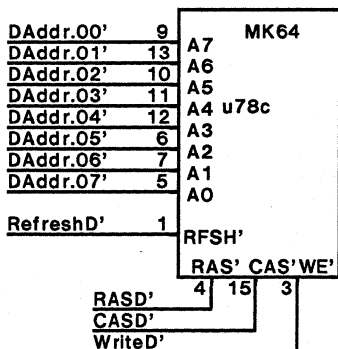 DAddr.00' 9 MK64
DAddr.01' 13 A7
DAddr.02' 10 A6
DAddr.03' 11 A5
DAddr.04' 12 A4 u78c
DAddr.05' 6 A3
DAddr.06' 7 A2
DAddr.07' 5 A1
A0
RefreshD' 1
RFSH'
RAS' CAS' WE'
4 15 3
RASD'
CASD'
WriteD'